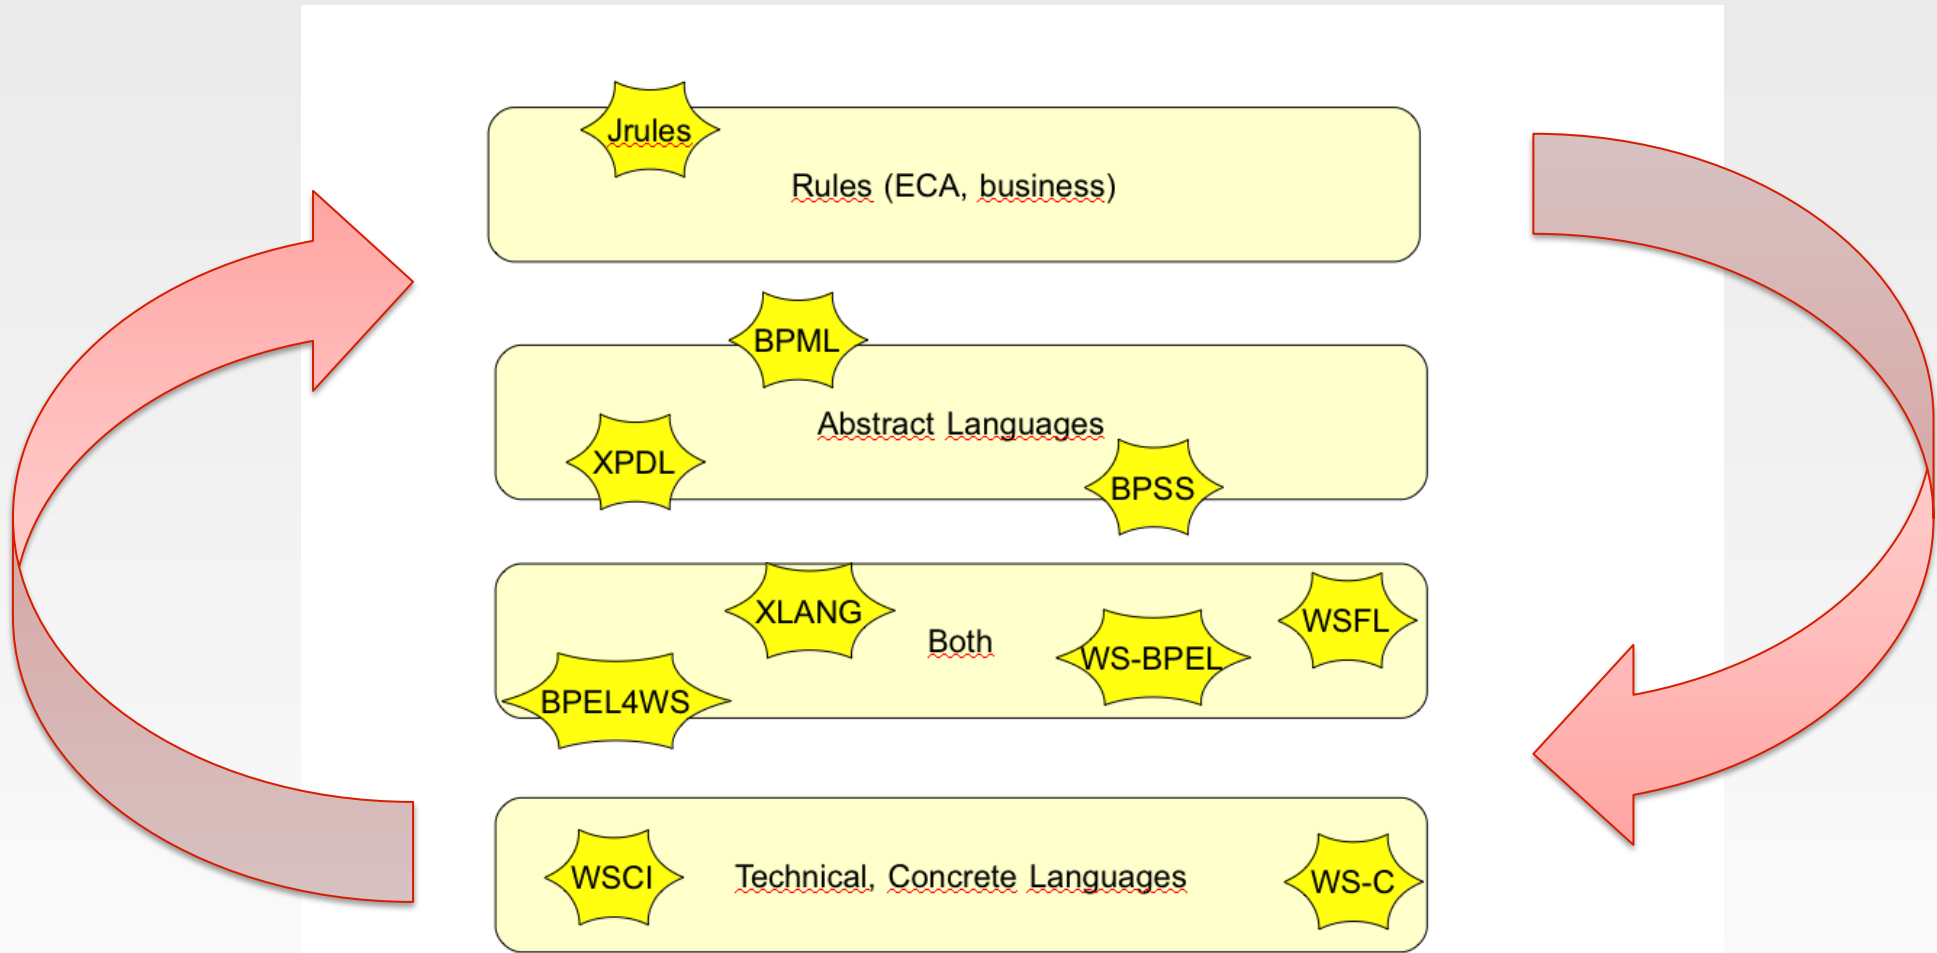 Jrules
Rules (ECA, business)
BPML
Abstract Languages
XPDL
BPSS
XLANG
WSFL
Both
WS-BPEL
BPEL4WS
WSCI
Technical, Concrete Languages
WS-C